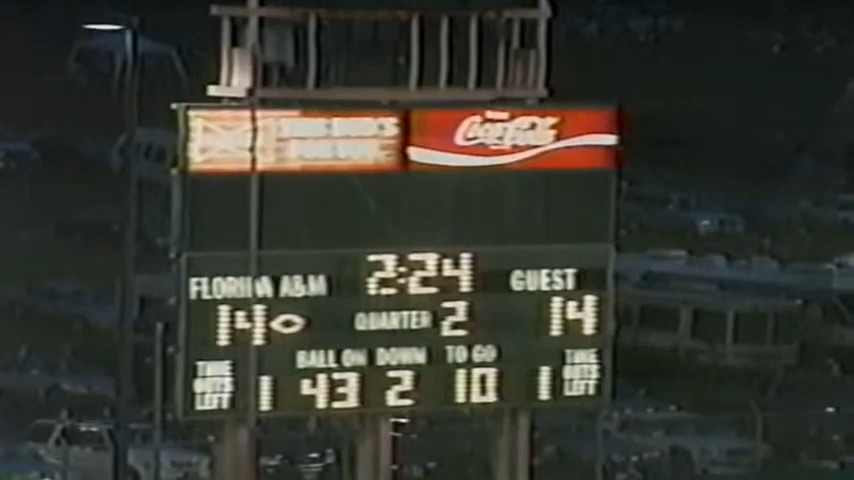 Coca-Cola
2:24
FLORIDA A&M
GUEST
14
QUARTER 2
14
BALL ON DOWN TO GO
TIME OUTS LEFT 1
43 2 10
1 TIME OUTS LEFT